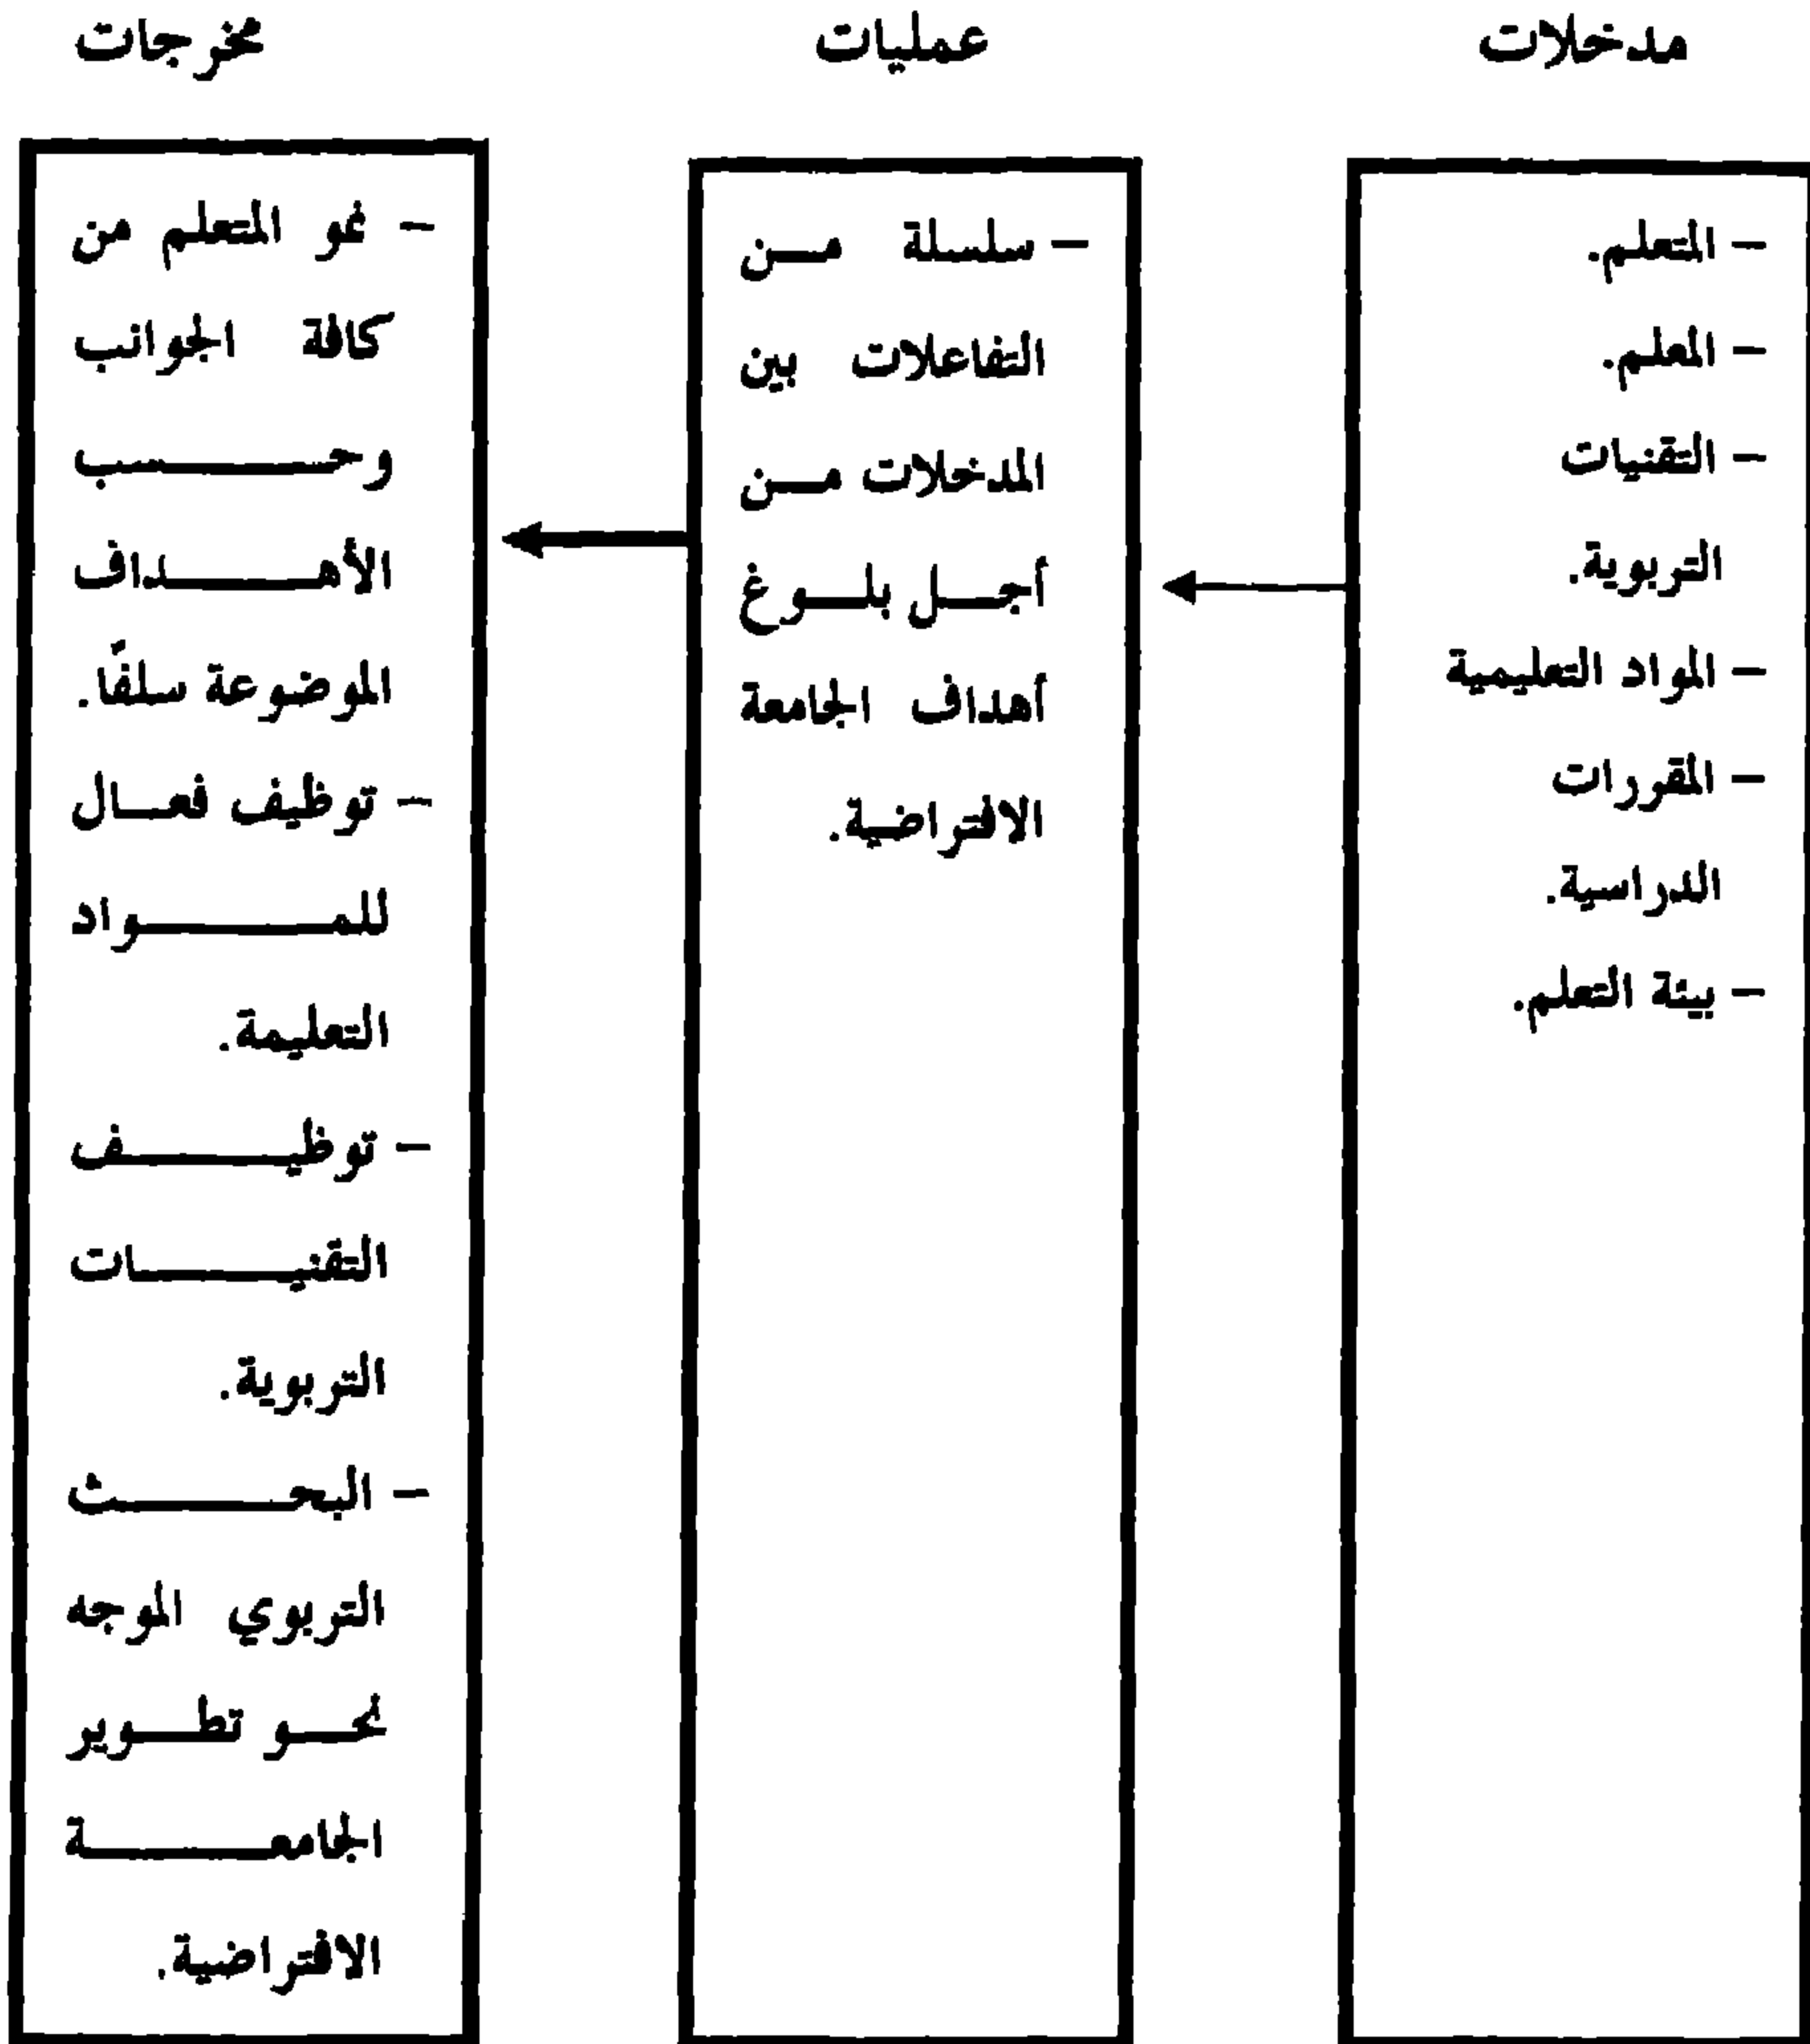 مدخلات
عمليات
مخرجات
– المتعلم.
– المعلم.
– التقنيات
التربوية.
– المواد التعليمية
– المقررات
الدراسية.
– بيئة التعلم.
– سلسلة من
التفاعلات بين
المدخلات من
أجل بلوغ
أهداف الجامعة
الافتراضية.
– نمو المتعلم من
كافة الجوانب
وحسب
الأهداف
الموضوعة سلفًا.
– توظيف فعال
للمواد
التعليمة.
– توظيف
التقنيات
التربوية.
– البحث
التربوي الموجه
نحو تطوير
الجامعة
الافتراضية.